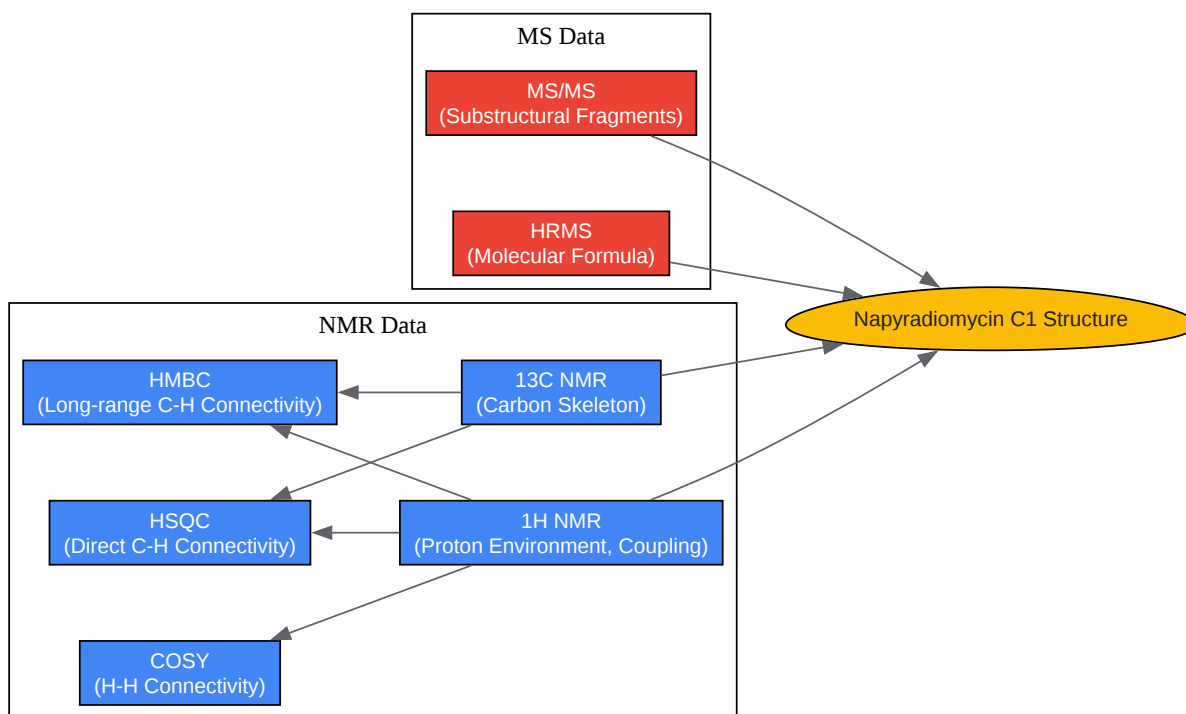 MS Data
MS/MS
(Substructural Fragments)
HRMS
(Molecular Formula)
Napyradiomycin C1 Structure
NMR Data
HMBC
(Long-range C-H Connectivity)
13C NMR
(Carbon Skeleton)
HSQC
(Direct C-H Connectivity)
1H NMR
(Proton Environment, Coupling)
COSY
(H-H Connectivity)